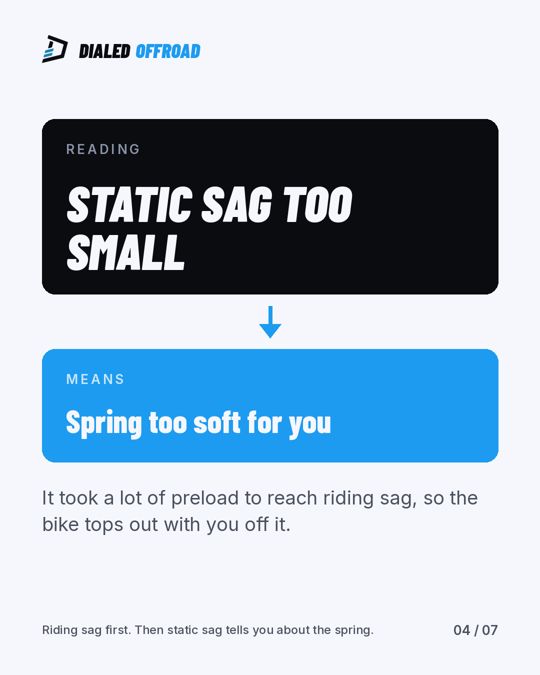 DIALED OFFROAD
READING
STATIC SAG TOO
SMALL
MEANS
Spring too soft for you
It took a lot of preload to reach riding sag, so the
bike tops out with you off it.
Riding sag first. Then static sag tells you about the spring.
04 / 07